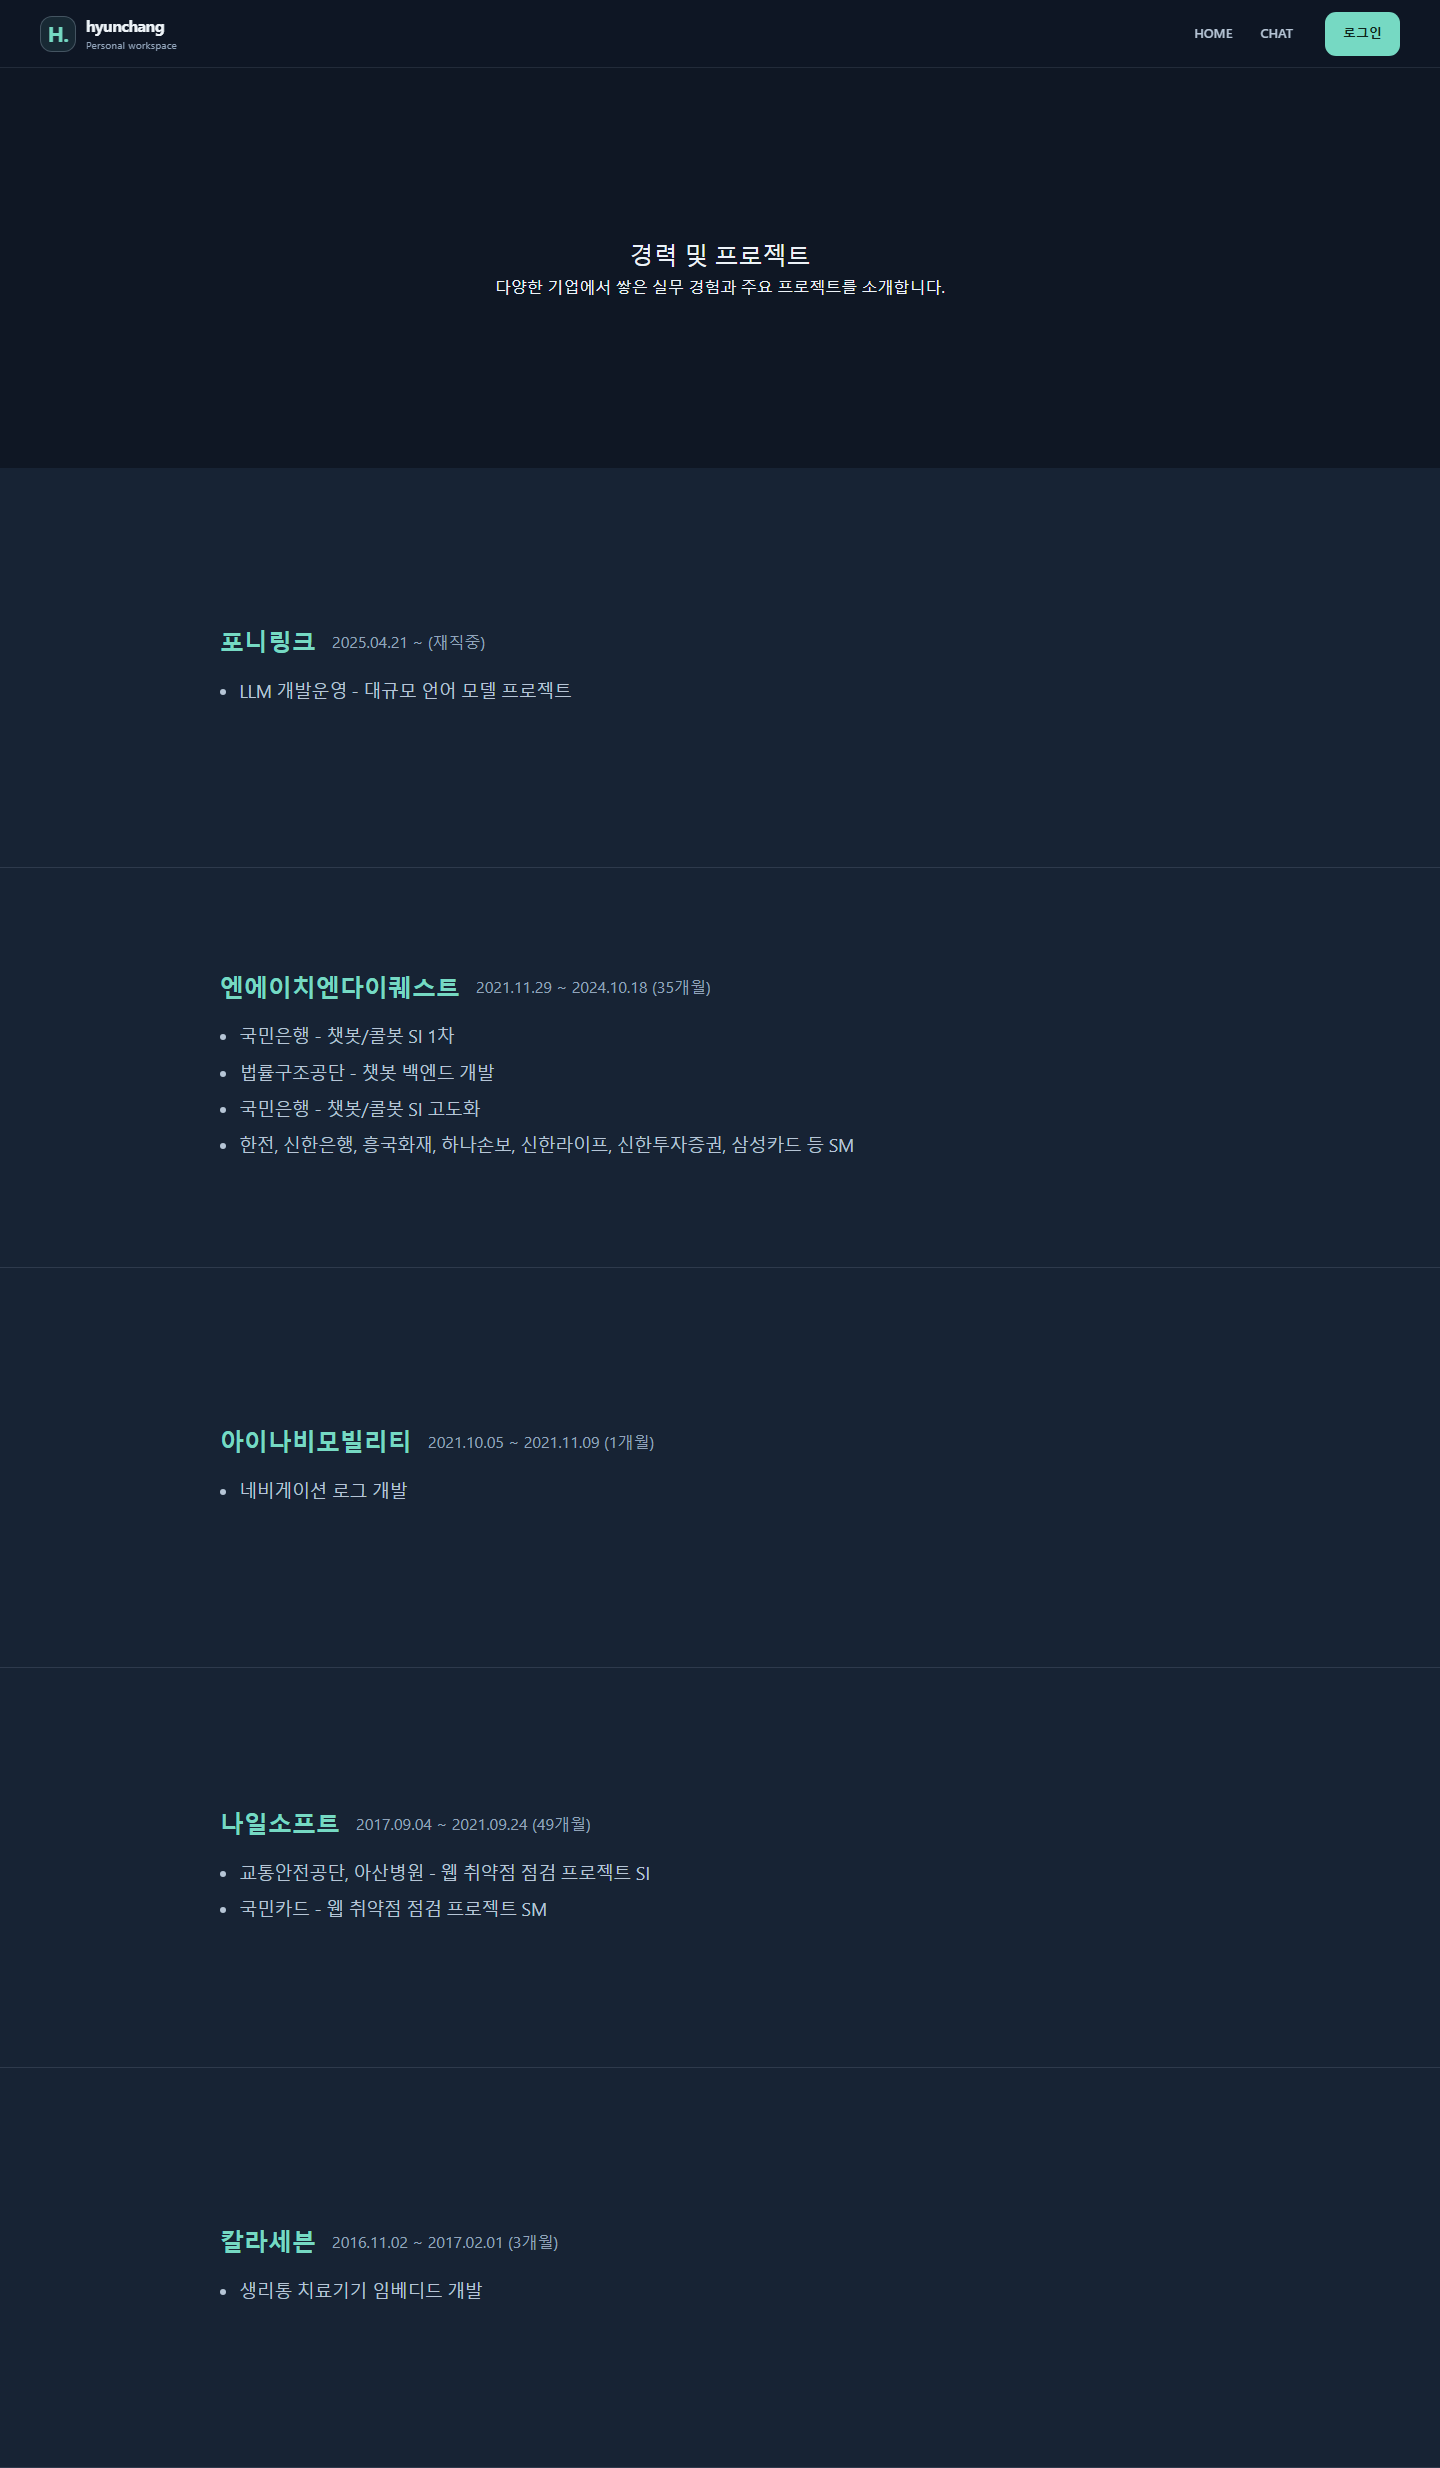 H.
hyunchang
Personal workspace
HOME
CHAT
로그인
경력 및 프로젝트
다양한 기업에서 쌓은 실무 경험과 주요 프로젝트를 소개합니다.
포니링크 2025.04.21 ~ (재직중)
• LLM 개발운영 - 대규모 언어 모델 프로젝트
엔에이치엔다이퀘스트 2021.11.29 ~ 2024.10.18 (35개월)
• 국민은행 - 챗봇/콜봇 SI 1차
• 법률구조공단 - 챗봇 백엔드 개발
• 국민은행 - 챗봇/콜봇 SI 고도화
• 한전, 신한은행, 흥국화재, 하나손보, 신한라이프, 신한투자증권, 삼성카드 등 SM
아이나비모빌리티 2021.10.05 ~ 2021.11.09 (1개월)
• 네비게이션 로그 개발
나일소프트 2017.09.04 ~ 2021.09.24 (49개월)
• 교통안전공단, 아산병원 - 웹 취약점 점검 프로젝트 SI
• 국민카드 - 웹 취약점 점검 프로젝트 SM
칼라세븐 2016.11.02 ~ 2017.02.01 (3개월)
• 생리통 치료기기 임베디드 개발